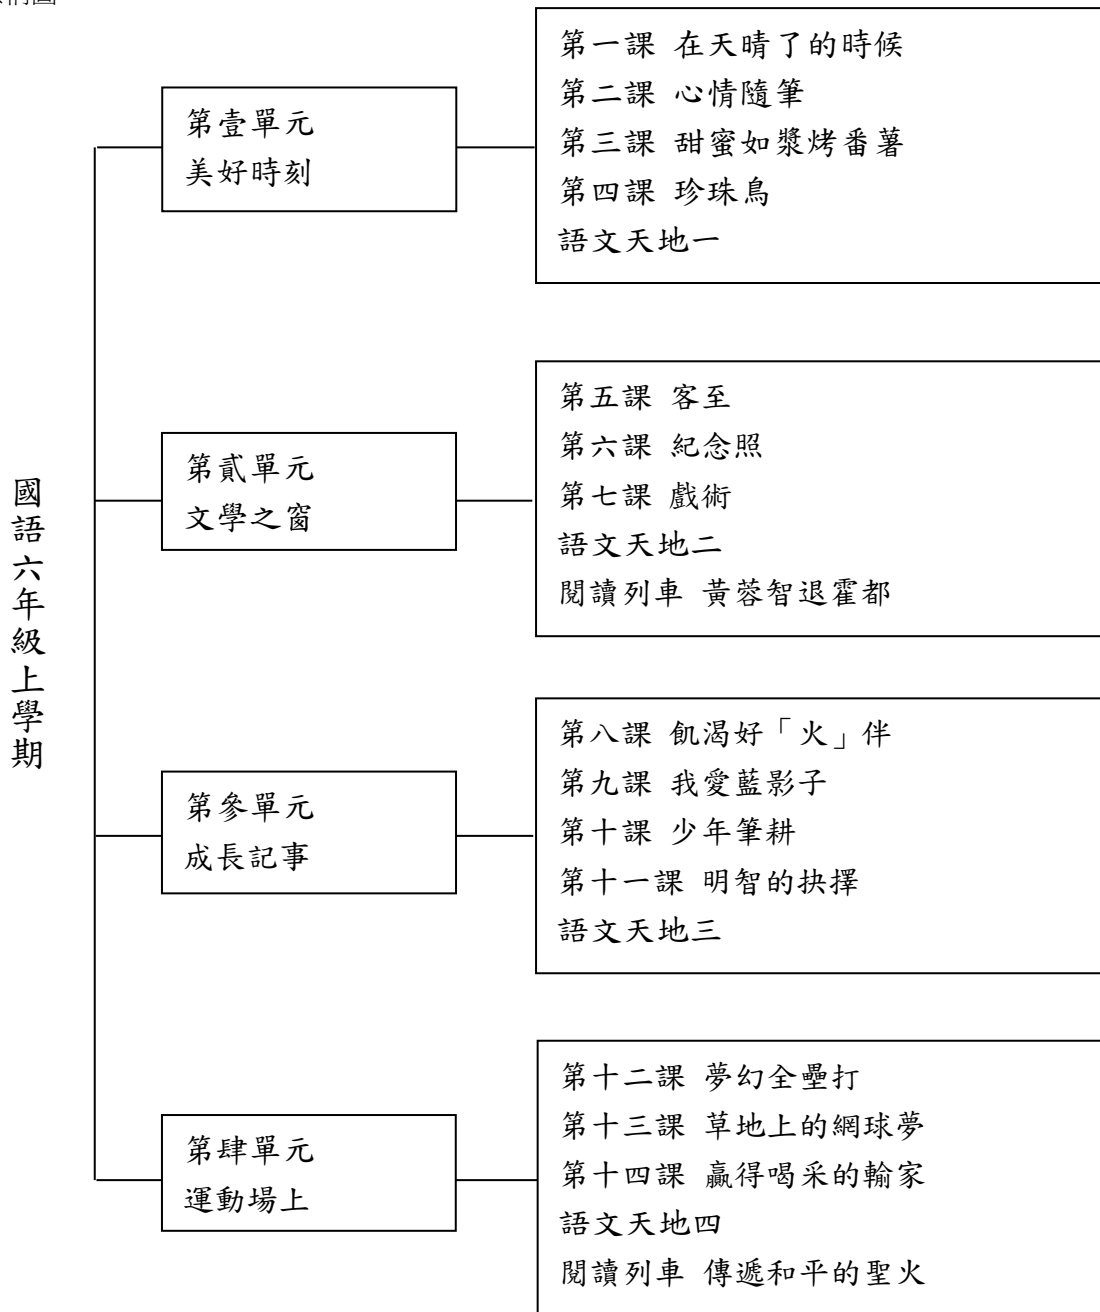 國語六年級上學期
第壹單元
美好時刻
第一課 在天晴了的時候
第二課 心情隨筆
第三課 甜蜜如漿烤番薯
第四課 珍珠鳥
語文天地一
第貳單元
文學之窗
第五課 客至
第六課 紀念照
第七課 戲術
語文天地二
閱讀列車 黃蓉智退霍都
第參單元
成長記事
第八課 飢渴好「火」伴
第九課 我愛藍影子
第十課 少年筆耕
第十一課 明智的抉擇
語文天地三
第肆單元
運動場上
第十二課 夢幻全壘打
第十三課 草地上的網球夢
第十四課 贏得喝采的輸家
語文天地四
閱讀列車 傳遞和平的聖火